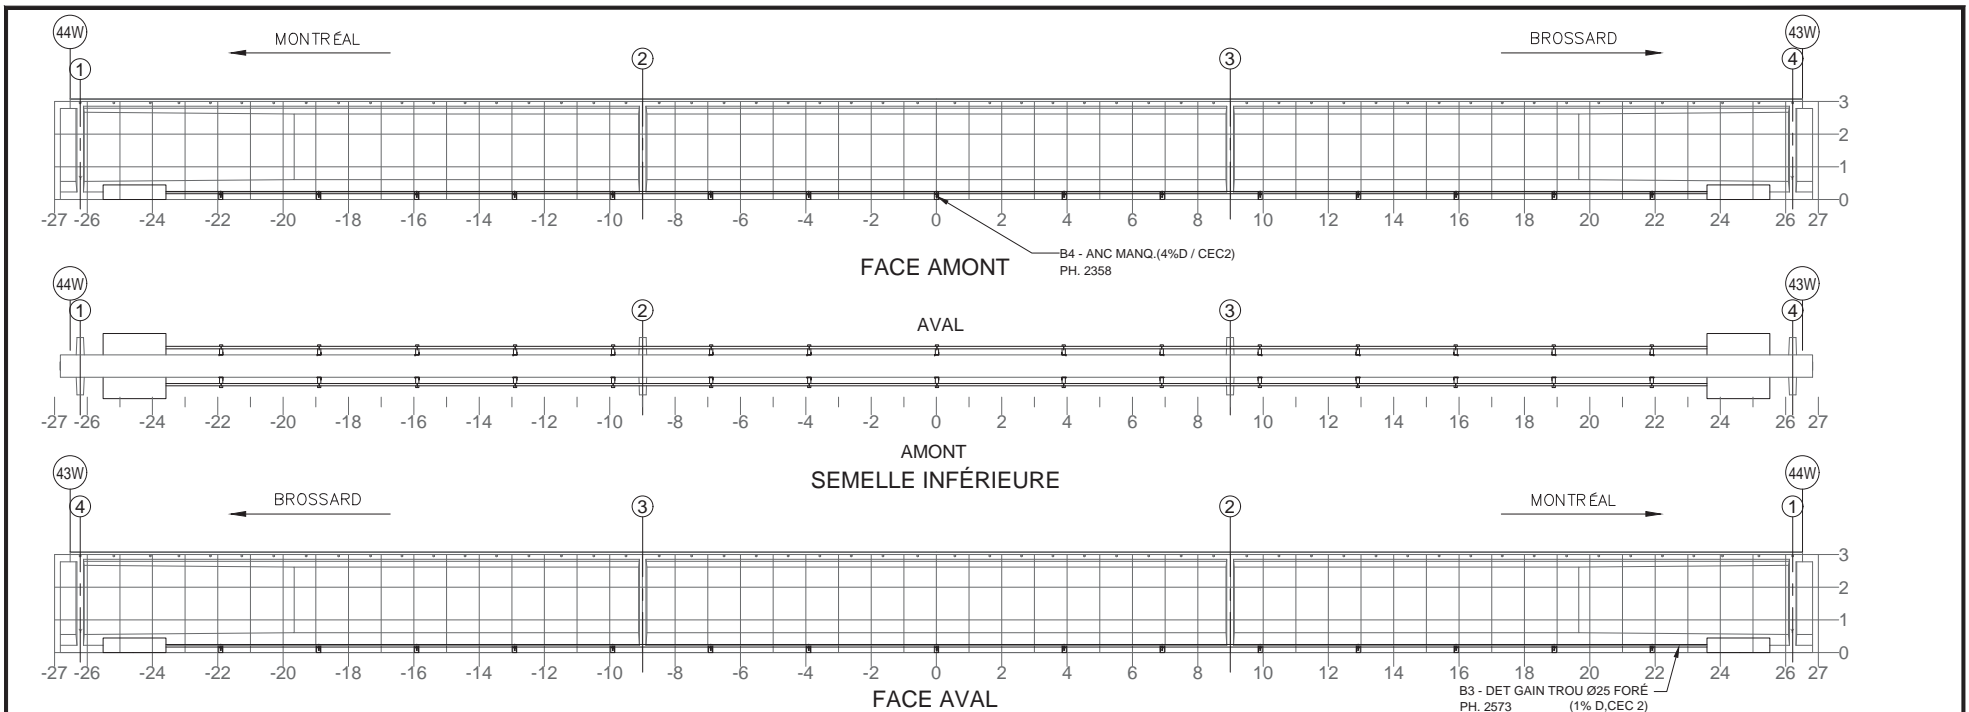 44W MONTRÉAL BROSSARD 43W
1 2 3 4
3
2
1
0
-27 -26 -24 -22 -20 -18 -16 -14 -12 -10 -8 -6 -4 -2 0 2 4 6 8 10 12 14 16 18 20 22 24 26 27
B4 - ANC MANQ.(4%D / CEC2)
PH. 2358
FACE AMONT
44W 43W
1 2 3 4
AVAL
-27 -26 -24 -22 -20 -18 -16 -14 -12 -10 -8 -6 -4 -2 0 2 4 6 8 10 12 14 16 18 20 22 24 26 27
AMONT
SEMELLE INFÉRIEURE
43W BROSSARD MONTRÉAL 44W
4 3 2 1
3
2
1
0
-27 -26 -24 -22 -20 -18 -16 -14 -12 -10 -8 -6 -4 -2 0 2 4 6 8 10 12 14 16 18 20 22 24 26 27
B3 - DET GAIN TROU Ø25 FORÉ
PH. 2573 (1% D,CEC 2)
FACE AVAL